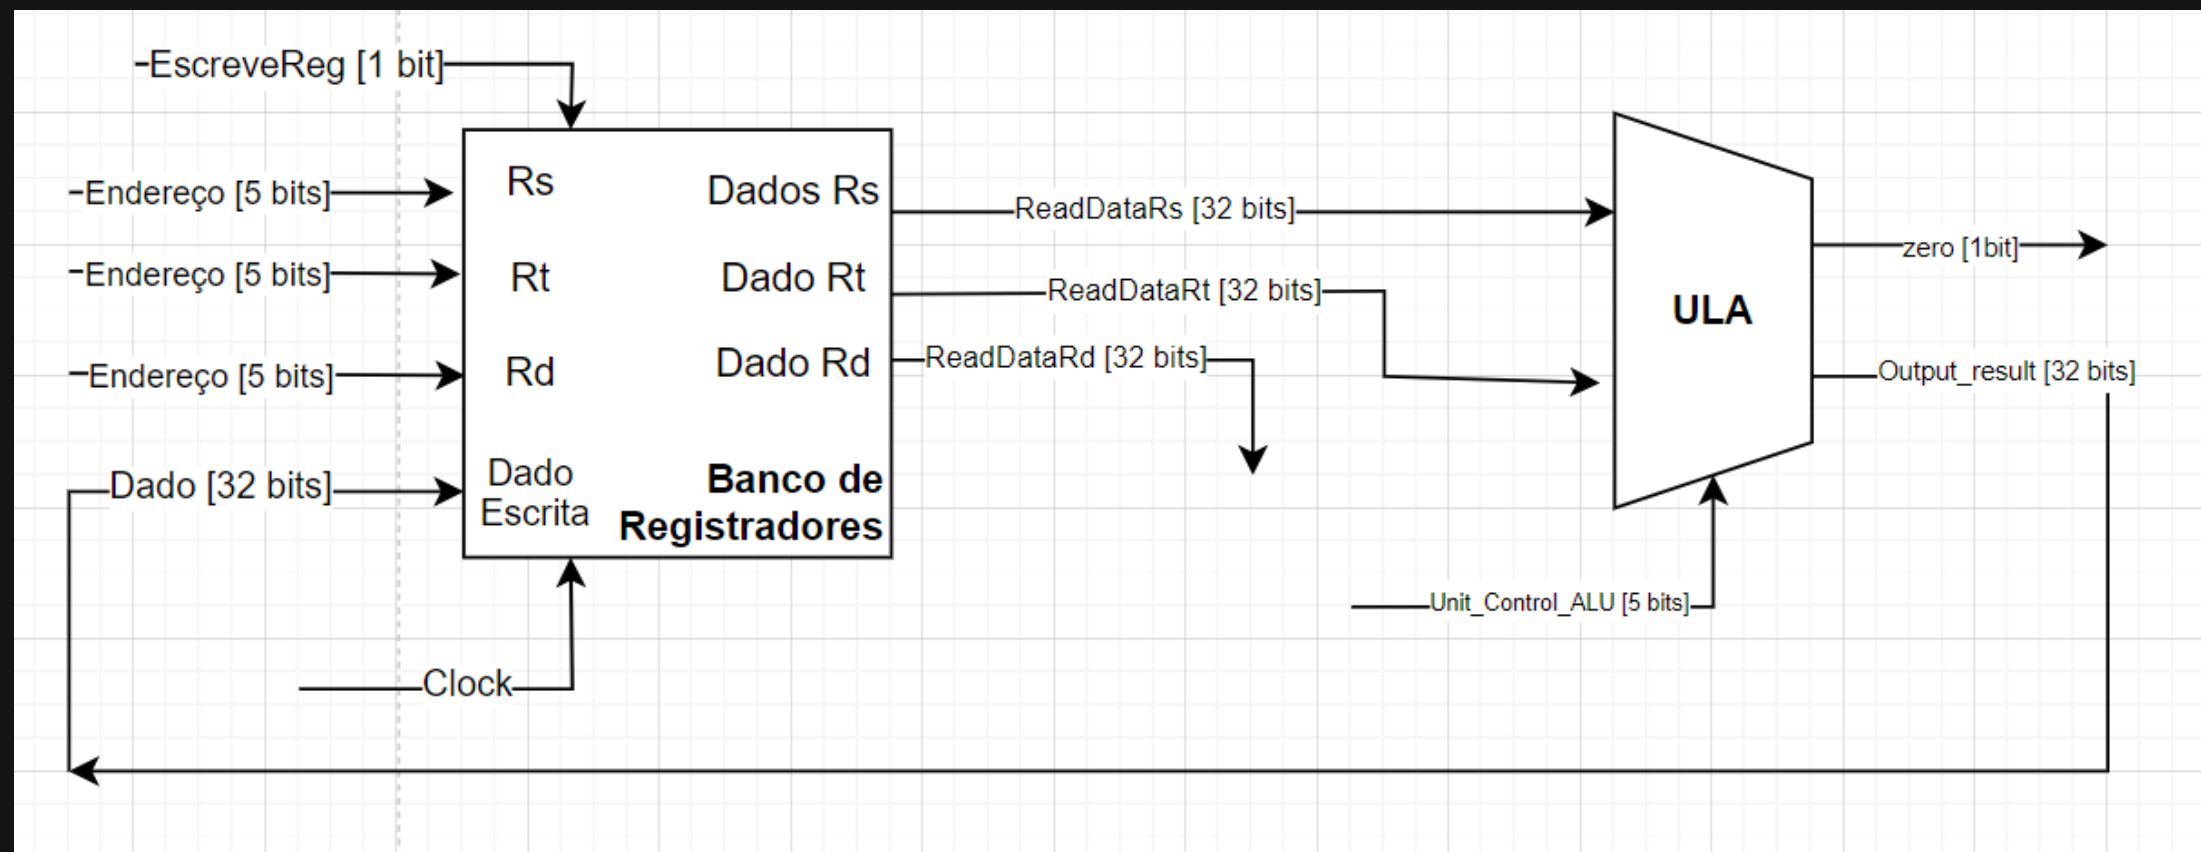 EscreveReg [1 bit]
Endereço [5 bits]
Endereço [5 bits]
Endereço [5 bits]
Dado [32 bits]
Clock
Rs
Rt
Rd
Dado
Escrita
Dados Rs
Dado Rt
Dado Rd
Banco de
Registradores
ReadDataRs [32 bits]
ReadDataRt [32 bits]
ReadDataRd [32 bits]
ULA
zero [1bit]
Output_result [32 bits]
Unit_Control_ALU [5 bits]